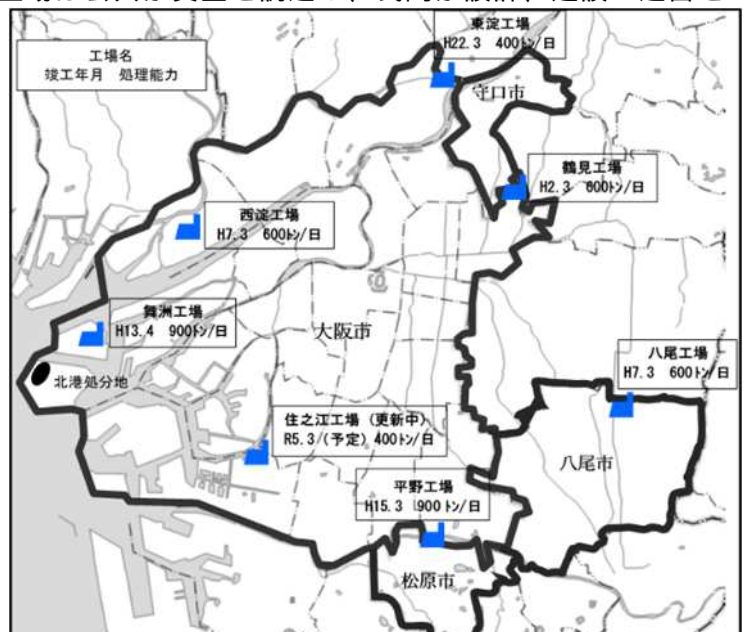 工場名
竣工年月 処理能力
東淀工場
H22.3 400㌧/日
守口市
鶴見工場
H2.3 600㌧/日
西淀工場
H7.3 600㌧/日
舞洲工場
H13.4 900㌧/日
大阪市
北港処分地
八尾工場
H7.3 600㌧/日
住之江工場（更新中）
R5.3/(予定) 400㌧/日
八尾市
平野工場
H15.3 900㌧/日
松原市